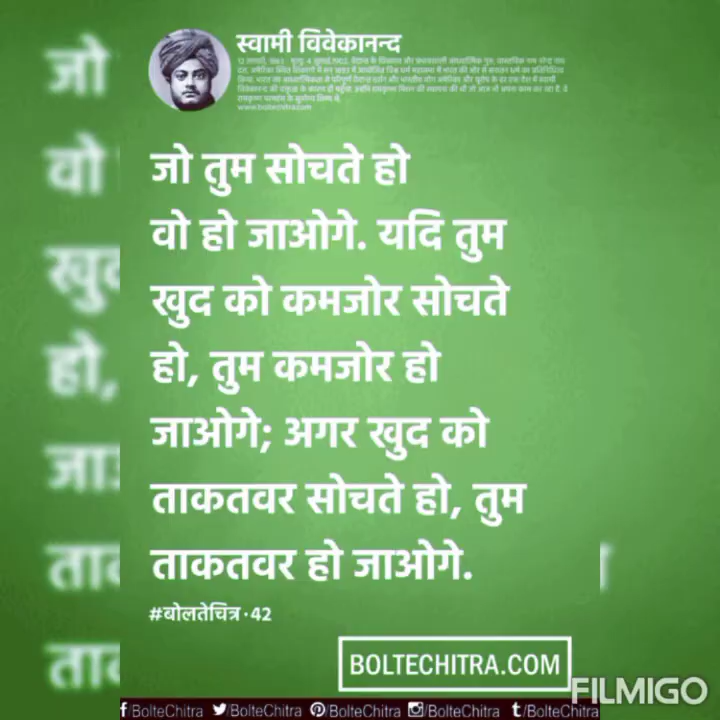 स्वामी विवेकानन्द
www.boltechitra.com
जो तुम सोचते हो
वो हो जाओगे. यदि तुम
खुद को कमजोर सोचते
हो, तुम कमजोर हो
जाओगे; अगर खुद को
ताकतवर सोचते हो, तुम
ताकतवर हो जाओगे.
#बोलतेचित्र·42
BOLTECHITRA.COM
FILMIGO
f/BolteChitra /BolteChitra /BolteChitra /BolteChitra t/BolteChitra